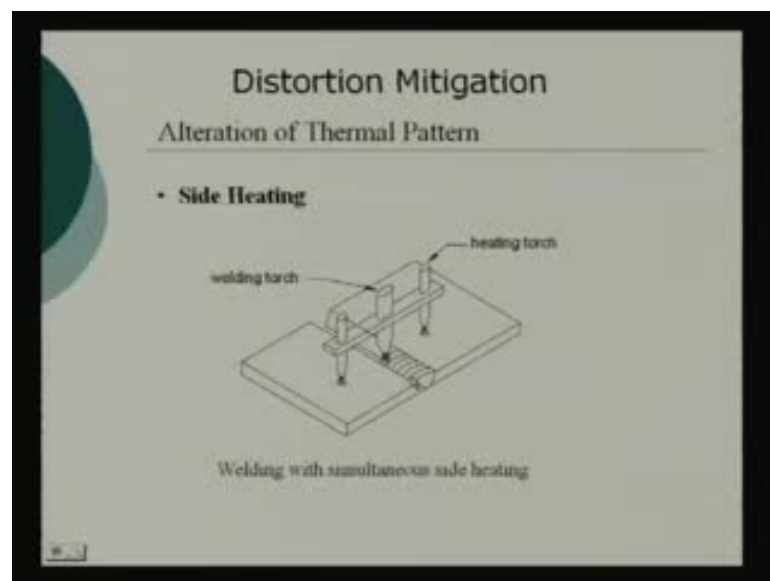 Distortion Mitigation
Alteration of Thermal Pattern
• Side Heating
heating torch
welding torch
Welding with simultaneous side heating